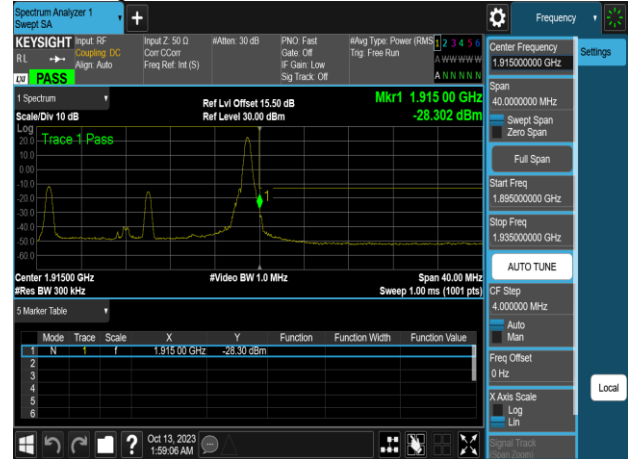 Spectrum Analyzer 1
Swept SA
Frequency
KEYSIGHT
Input: RF
Coupling: DC
Align: Auto
Input Z: 50 Ω
Corr CCorr
Freq Ref: Int (S)
#Atten: 30 dB
PNO: Fast
Gate: Off
IF Gain: Low
Sig Track: Off
#Avg Type: Power (RMS)
Trig: Free Run
1 2 3 4 5 6
A W W W W W
A N N N N N
RL
LXI
PASS
Center Frequency
1.915000000 GHz
Settings
Span
40.0000000 MHz
Swept Span
Zero Span
Full Span
Start Freq
1.895000000 GHz
Stop Freq
1.935000000 GHz
AUTO TUNE
CF Step
4.000000 MHz
Auto
Man
Freq Offset
0 Hz
X Axis Scale
Log
Lin
Signal Track
(Span Zoom)
Local
1 Spectrum
Scale/Div 10 dB
Ref Lvl Offset 15.50 dB
Ref Level 30.00 dBm
Mkr1 1.915 00 GHz
-28.302 dBm
Log
Trace 1 Pass
20.0
10.0
0.00
-10.0
-20.0
-30.0
-40.0
-50.0
-60.0
1
Center 1.91500 GHz
#Res BW 300 kHz
#Video BW 1.0 MHz
Span 40.00 MHz
Sweep 1.00 ms (1001 pts)
5 Marker Table
Mode Trace Scale X Y Function Function Width Function Value
1 N 1 f 1.915 00 GHz -28.30 dBm
2
3
4
5
6
Oct 13, 2023
1:59:06 AM